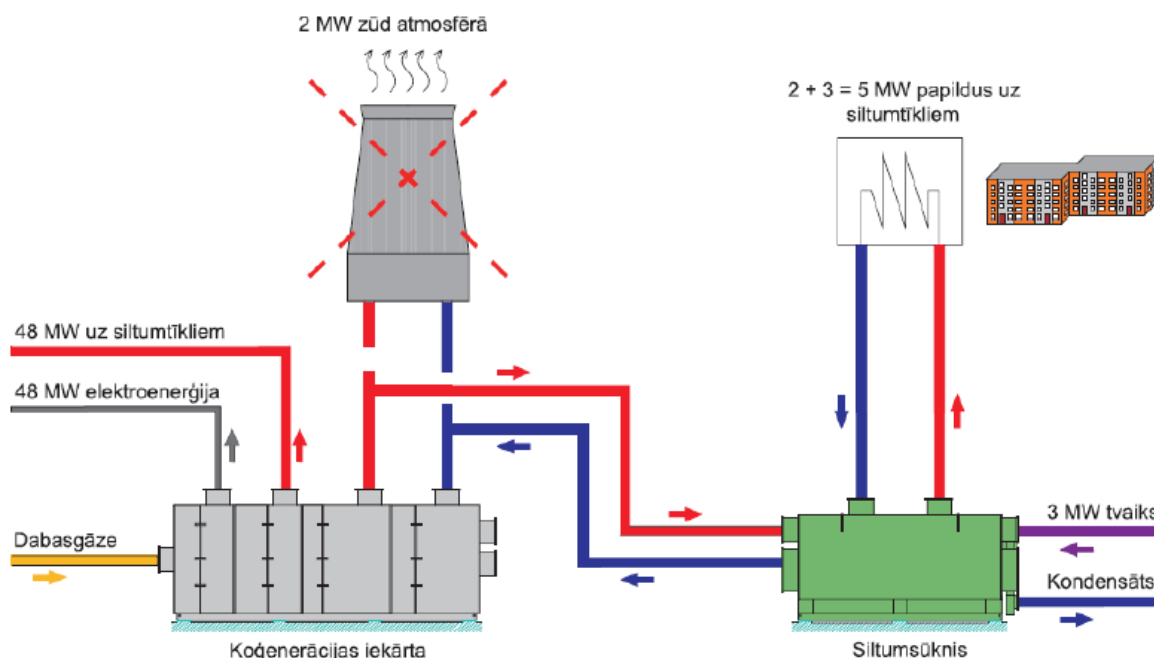 2 MW zūd atmosfērā
2 + 3 = 5 MW papildus uz
siltumtīkliem
48 MW uz siltumtīkliem
48 MW elektroenerģija
Dabasgāze
3 MW tvaiks
Kondensāts
Koģenerācijas iekārta
Siltumsūknis